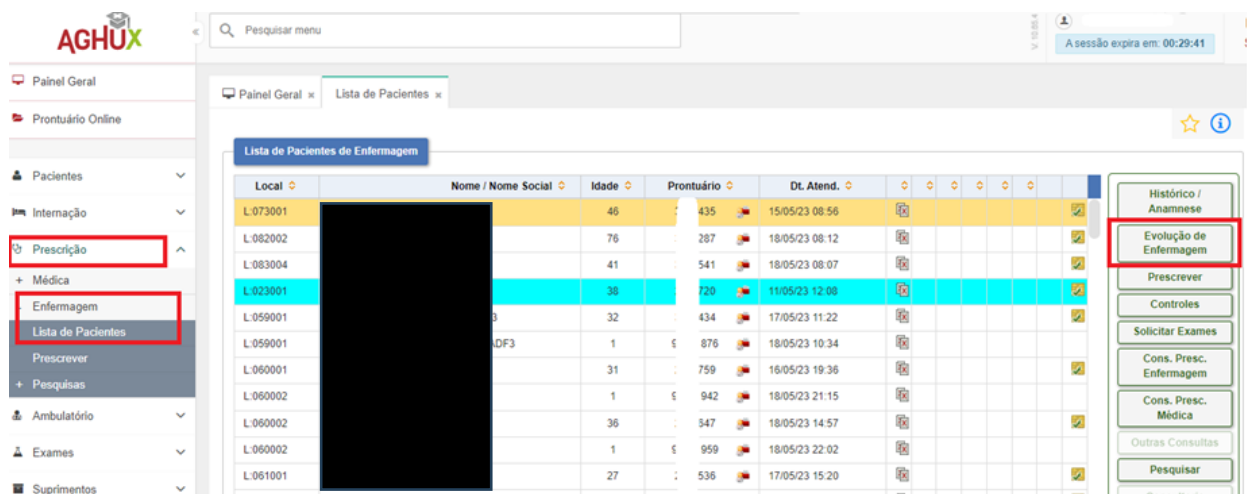 AGHUX
«
Pesquisar menu
A sessão expira em: 00:29:41
Painel Geral
Prontuário Online
Pacientes
Internação
Prescrição
+ Médica
Enfermagem
Lista de Pacientes
Prescrever
+ Pesquisas
Ambulatório
Exames
Suprimentos
Painel Geral × Lista de Pacientes ×
Lista de Pacientes de Enfermagem
Local Nome / Nome Social Idade Prontuário Dt. Atend.
L:073001 46 435 15/05/23 08:56
L:082002 76 287 18/05/23 08:12
L:083004 41 541 18/05/23 08:07
L:023001 38 720 11/05/23 12:08
L:059001 3 32 434 17/05/23 11:22
L:059001 ADF3 1 9 876 18/05/23 10:34
L:060001 31 759 16/05/23 19:36
L:060002 1 9 942 18/05/23 21:15
L:060002 36 647 18/05/23 14:57
L:060002 1 9 959 18/05/23 22:02
L:061001 27 536 17/05/23 15:20
Histórico /
Anamnese
Evolução de
Enfermagem
Prescrever
Controles
Solicitar Exames
Cons. Presc.
Enfermagem
Cons. Presc.
Médica
Outras Consultas
Pesquisar